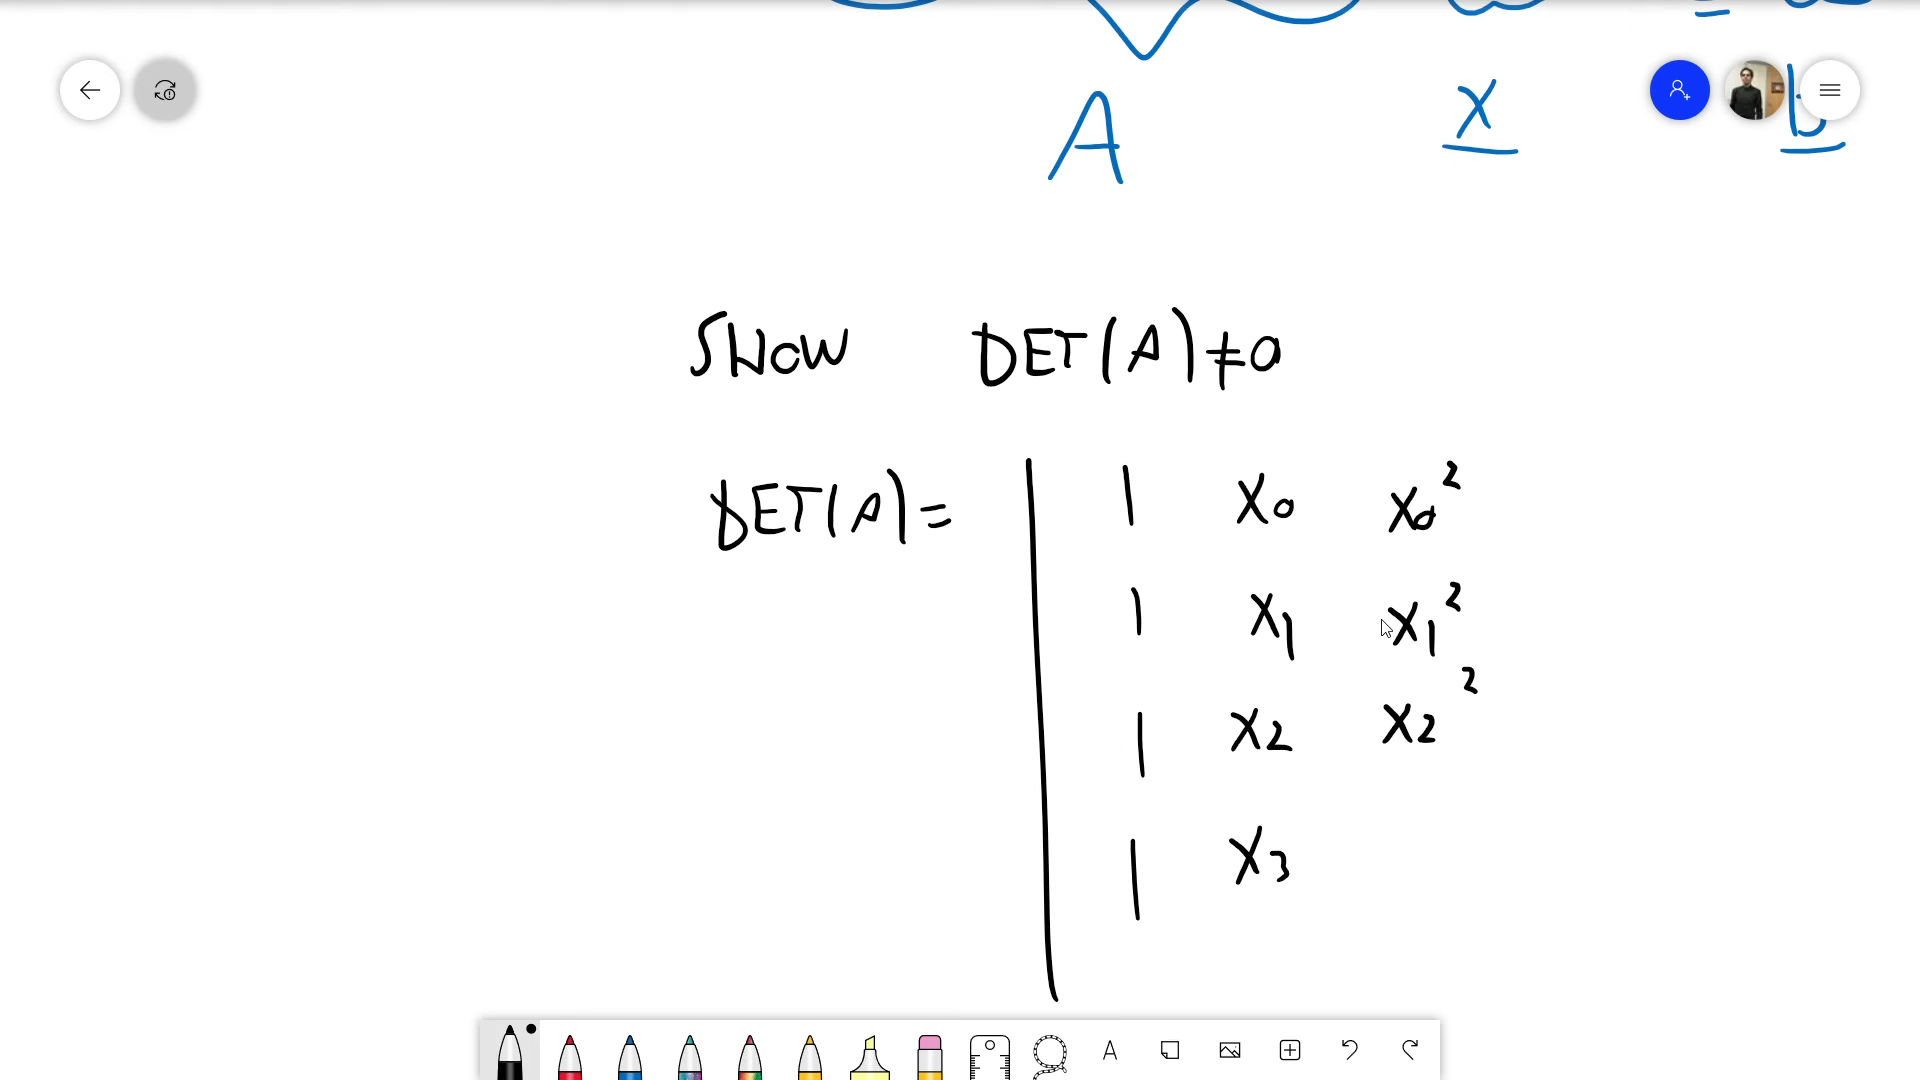 A x b
SHOW DET(A)≠0
DET(A)= | 1 x₀ x₀²
1 x₁ x₁²
1 x₂ x₂²
1 x₃
A